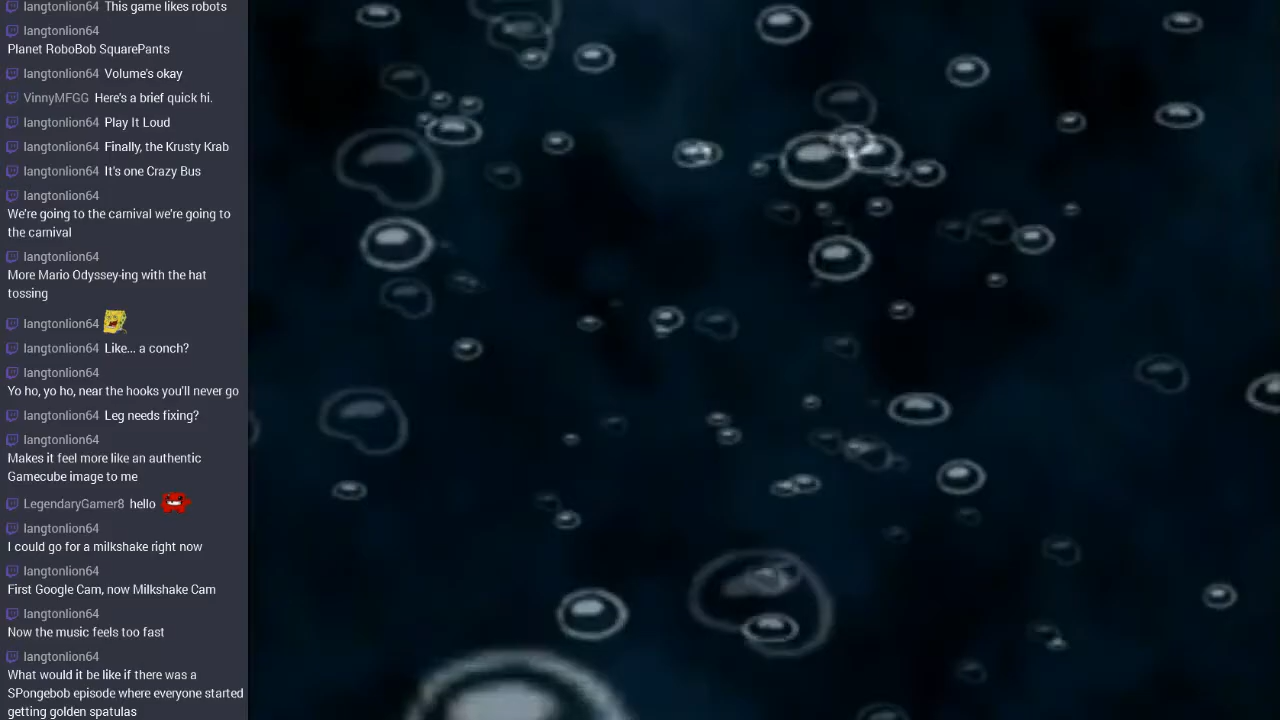 langtonlion64 This game likes robots
langtonlion64
Planet RoboBob SquarePants
langtonlion64 Volume's okay
VinnyMFGG Here's a brief quick hi.
langtonlion64 Play It Loud
langtonlion64 Finally, the Krusty Krab
langtonlion64 It's one Crazy Bus
langtonlion64
We're going to the carnival we're going to
the carnival
langtonlion64
More Mario Odyssey-ing with the hat
tossing
langtonlion64
langtonlion64 Like... a conch?
langtonlion64
Yo ho, yo ho, near the hooks you'll never go
langtonlion64 Leg needs fixing?
langtonlion64
Makes it feel more like an authentic
Gamecube image to me
LegendaryGamer8 hello
langtonlion64
I could go for a milkshake right now
langtonlion64
First Google Cam, now Milkshake Cam
langtonlion64
Now the music feels too fast
langtonlion64
What would it be like if there was a
SPongebob episode where everyone started
getting golden spatulas